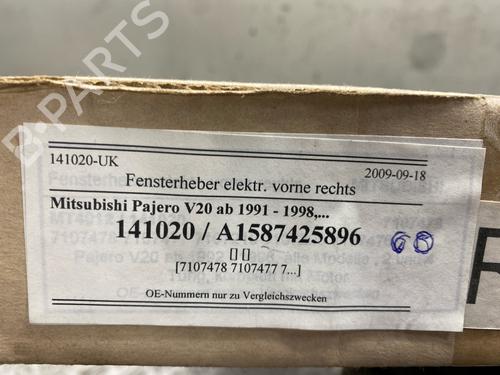 B-PARTS
141020-UK
2009-09-18
Fensterheber elektr. vorne rechts
Mitsubishi Pajero V20 ab 1991 - 1998,...
141020 / A1587425896
[7107478 7107477 7...]
OE-Nummern nur zu Vergleichszwecken